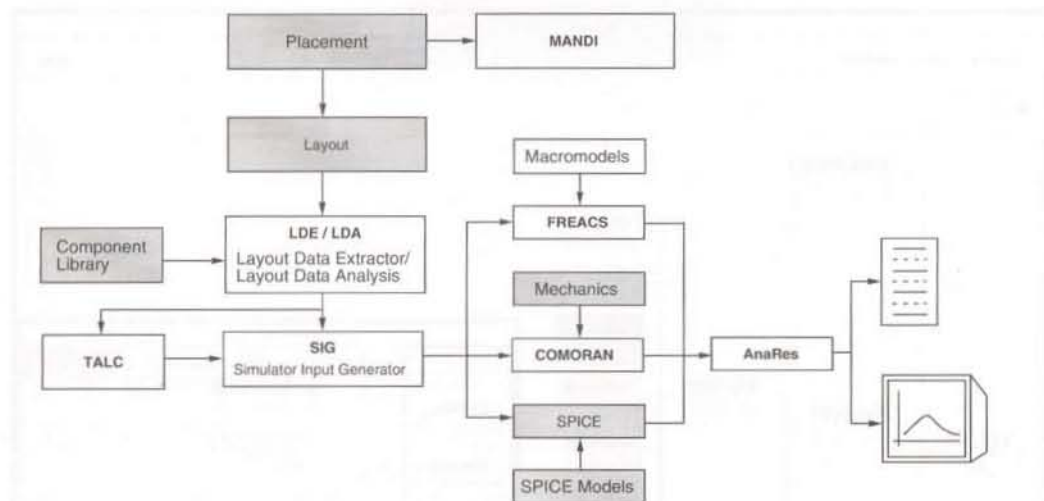 Placement
MANDI
Layout
Macromodels
FREACS
LDE / LDA
Layout Data Extractor/
Layout Data Analysis
Component
Library
Mechanics
TALC
SIG
Simulator Input Generator
COMORAN
AnaRes
SPICE
SPICE Models